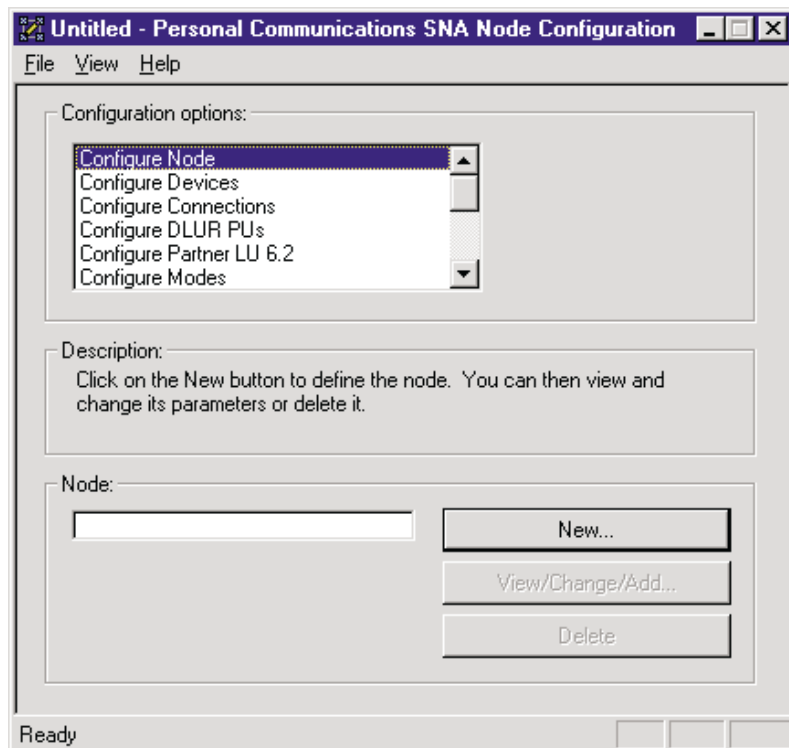 Untitled - Personal Communications SNA Node Configuration
File View Help
Configuration options:
Configure Node
Configure Devices
Configure Connections
Configure DLUR PUs
Configure Partner LU 6.2
Configure Modes
Description:
Click on the New button to define the node. You can then view and
change its parameters or delete it.
Node:
New...
View/Change/Add...
Delete
Ready